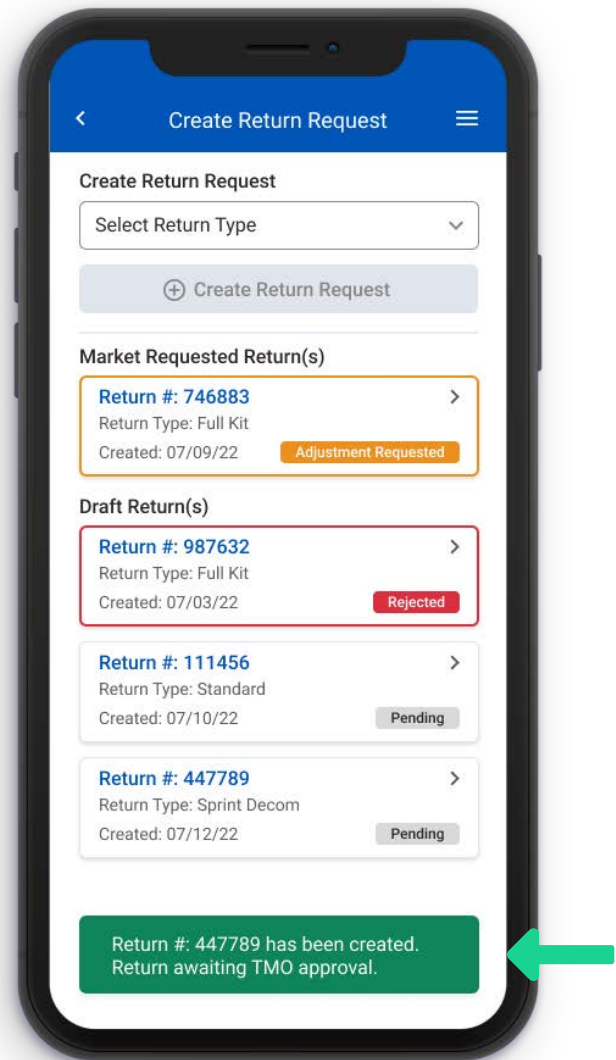 Create Return Request
Create Return Request
Select Return Type
Create Return Request
Market Requested Return(s)
Return #: 746883
Return Type: Full Kit
Created: 07/09/22
Adjustment Requested
Draft Return(s)
Return #: 987632
Return Type: Full Kit
Created: 07/03/22
Rejected
Return #: 111456
Return Type: Standard
Created: 07/10/22
Pending
Return #: 447789
Return Type: Sprint Decom
Created: 07/12/22
Pending
Return #: 447789 has been created.
Return awaiting TMO approval.